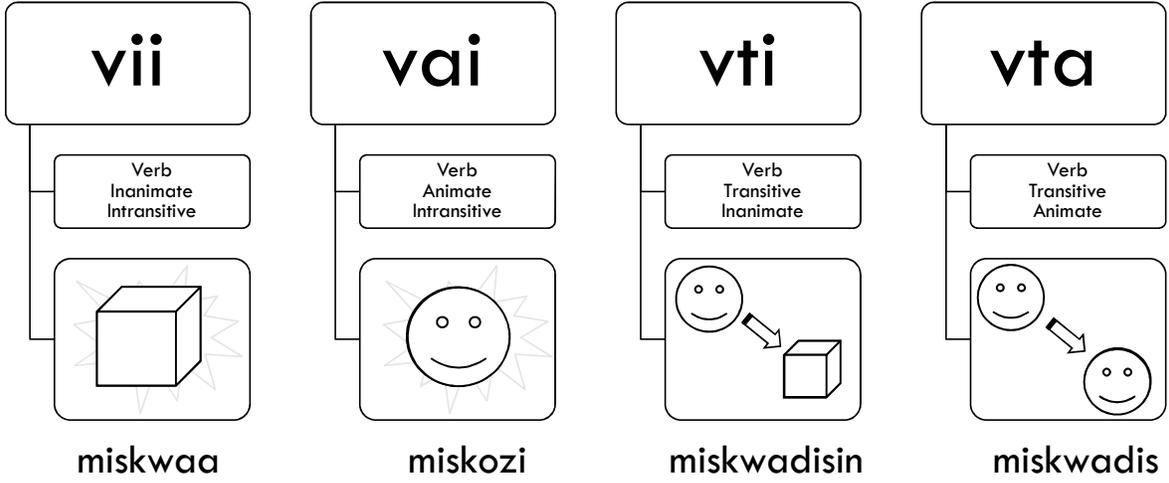 vii
Verb
Inanimate
Intransitive
miskwaa
vai
Verb
Animate
Intransitive
miskozi
vti
Verb
Transitive
Inanimate
miskwadisin
vta
Verb
Transitive
Animate
miskwadis